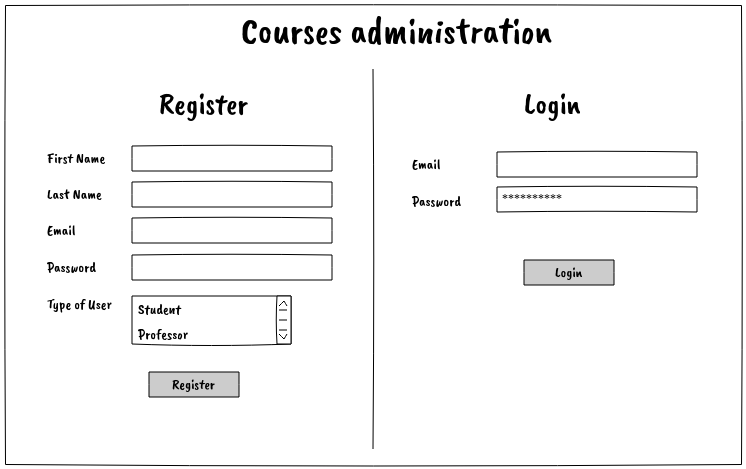 Courses administration
Register
First Name
Last Name
Email
Password
Type of User
Student
Professor
Register
Login
Email
Password
**********
Login